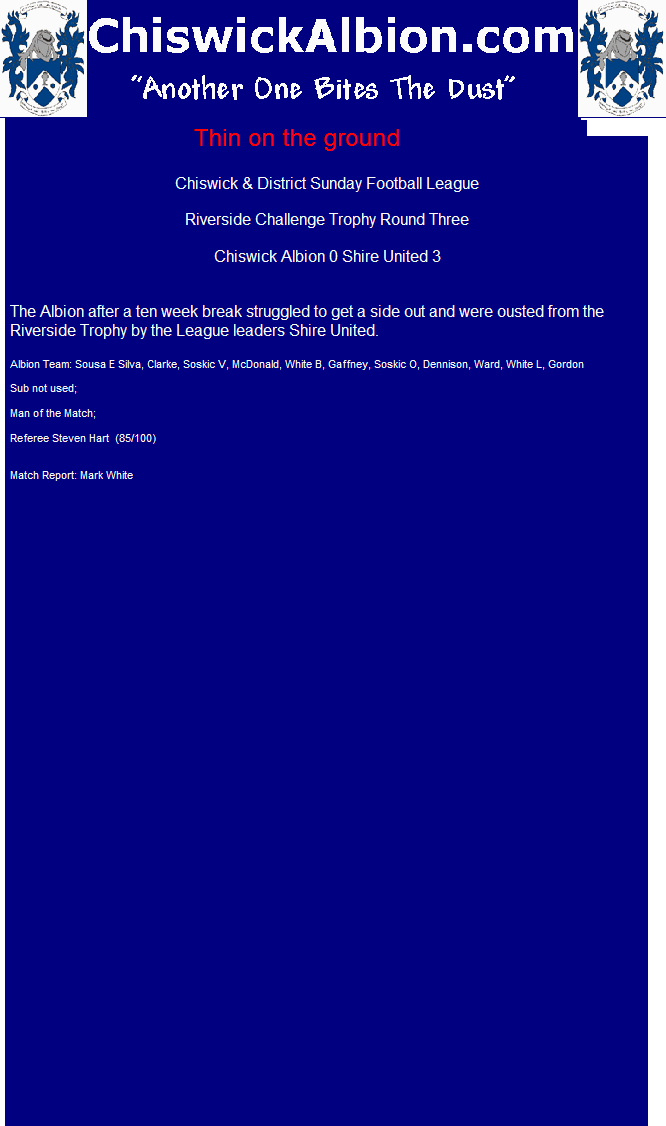 ChiswickAlbion.com
"Another One Bites The Dust"
Thin on the ground
Chiswick & District Sunday Football League
Riverside Challenge Trophy Round Three
Chiswick Albion 0 Shire United 3
The Albion after a ten week break struggled to get a side out and were ousted from the
Riverside Trophy by the League leaders Shire United.
Albion Team: Sousa E Silva, Clarke, Soskic V, McDonald, White B, Gaffney, Soskic O, Dennison, Ward, White L, Gordon
Sub not used;
Man of the Match;
Referee Steven Hart  (85/100)
Match Report: Mark White